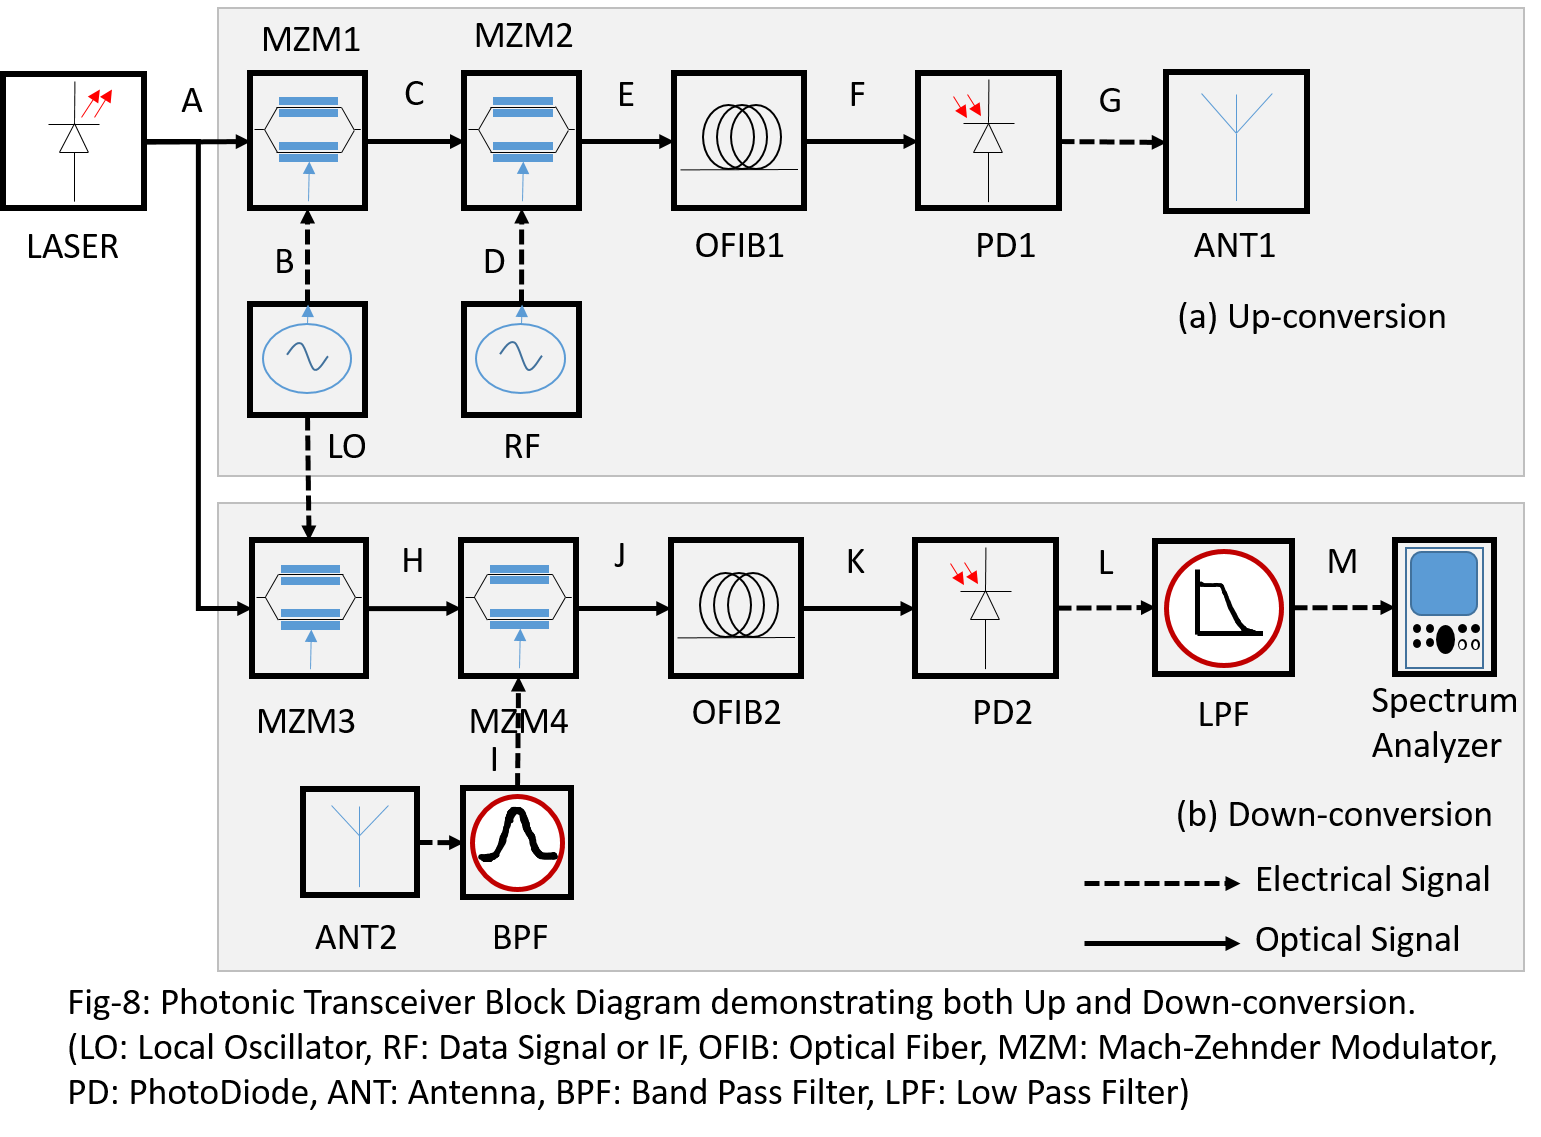 MZM1
MZM2
A
C
E
F
G
LASER
B
D
OFIB1
PD1
ANT1
(a) Up-conversion
LO
RF
H
J
K
L
M
MZM3
MZM4
I
OFIB2
PD2
LPF
Spectrum
Analyzer
(b) Down-conversion
Electrical Signal
ANT2
BPF
Optical Signal
Fig-8: Photonic Transceiver Block Diagram demonstrating both Up and Down-conversion.
(LO: Local Oscillator, RF: Data Signal or IF, OFIB: Optical Fiber, MZM: Mach-Zehnder Modulator,
PD: PhotoDiode, ANT: Antenna, BPF: Band Pass Filter, LPF: Low Pass Filter)